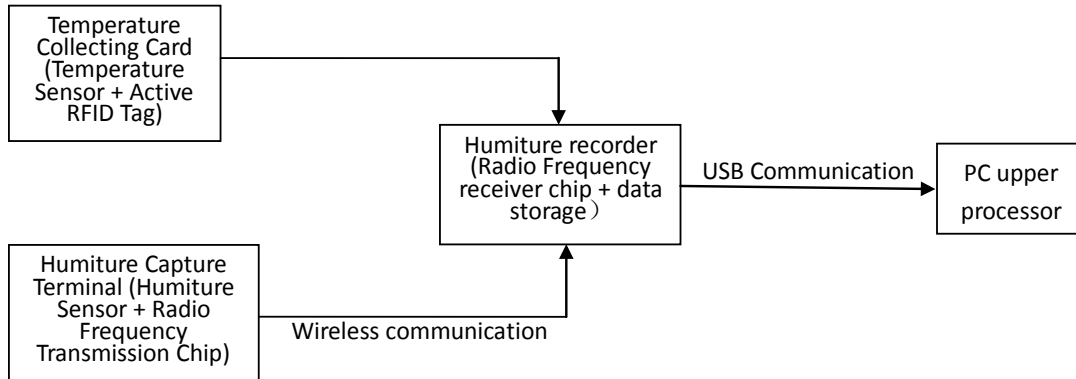 Temperature
Collecting Card
(Temperature
Sensor + Active
RFID Tag)
Humiture recorder
(Radio Frequency
receiver chip + data
storage）
USB Communication
PC upper
processor
Humiture Capture
Terminal (Humiture
Sensor + Radio
Frequency
Transmission Chip)
Wireless communication